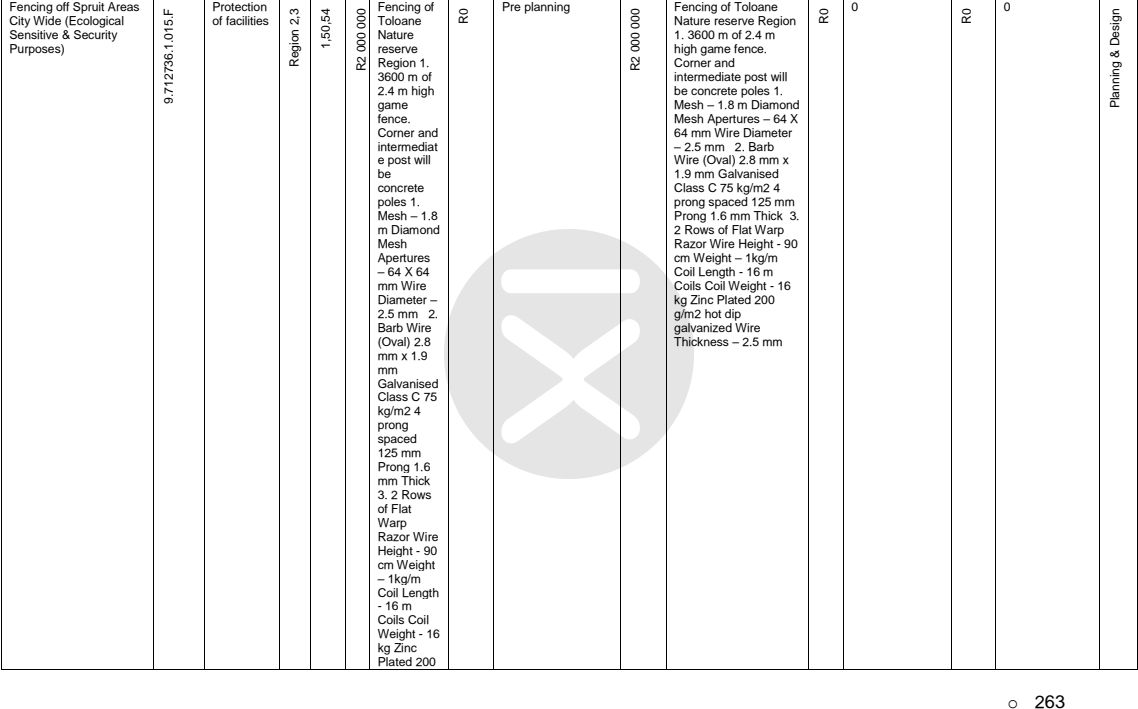 Fencing off Spruit Areas
City Wide (Ecological
Sensitive & Security
Purposes)
9.712736.1.015.F
Protection
of facilities
Region 2,3
1,50,54
R2 000 000
Fencing of
Toloane
Nature
reserve
Region 1.
3600 m of
2.4 m high
game
fence.
Corner and
intermediat
e post will
be
concrete
poles 1.
Mesh – 1.8
m Diamond
Mesh
Apertures
– 64 X 64
mm Wire
Diameter –
2.5 mm   2.
Barb Wire
(Oval) 2.8
mm x 1.9
mm
Galvanised
Class C 75
kg/m2 4
prong
spaced
125 mm
Prong 1.6
mm Thick
3. 2 Rows
of Flat
Warp
Razor Wire
Height - 90
cm Weight
– 1kg/m
Coil Length
- 16 m
Coils Coil
Weight - 16
kg Zinc
Plated 200
R0
Pre planning
R2 000 000
Fencing of Toloane
Nature reserve Region
1. 3600 m of 2.4 m
high game fence.
Corner and
intermediate post will
be concrete poles 1.
Mesh – 1.8 m Diamond
Mesh Apertures – 64 X
64 mm Wire Diameter
– 2.5 mm   2. Barb
Wire (Oval) 2.8 mm x
1.9 mm Galvanised
Class C 75 kg/m2 4
prong spaced 125 mm
Prong 1.6 mm Thick  3.
2 Rows of Flat Warp
Razor Wire Height - 90
cm Weight – 1kg/m
Coil Length - 16 m
Coils Coil Weight - 16
kg Zinc Plated 200
g/m2 hot dip
galvanized Wire
Thickness – 2.5 mm
R0
0
R0
0
Planning & Design
○ 263